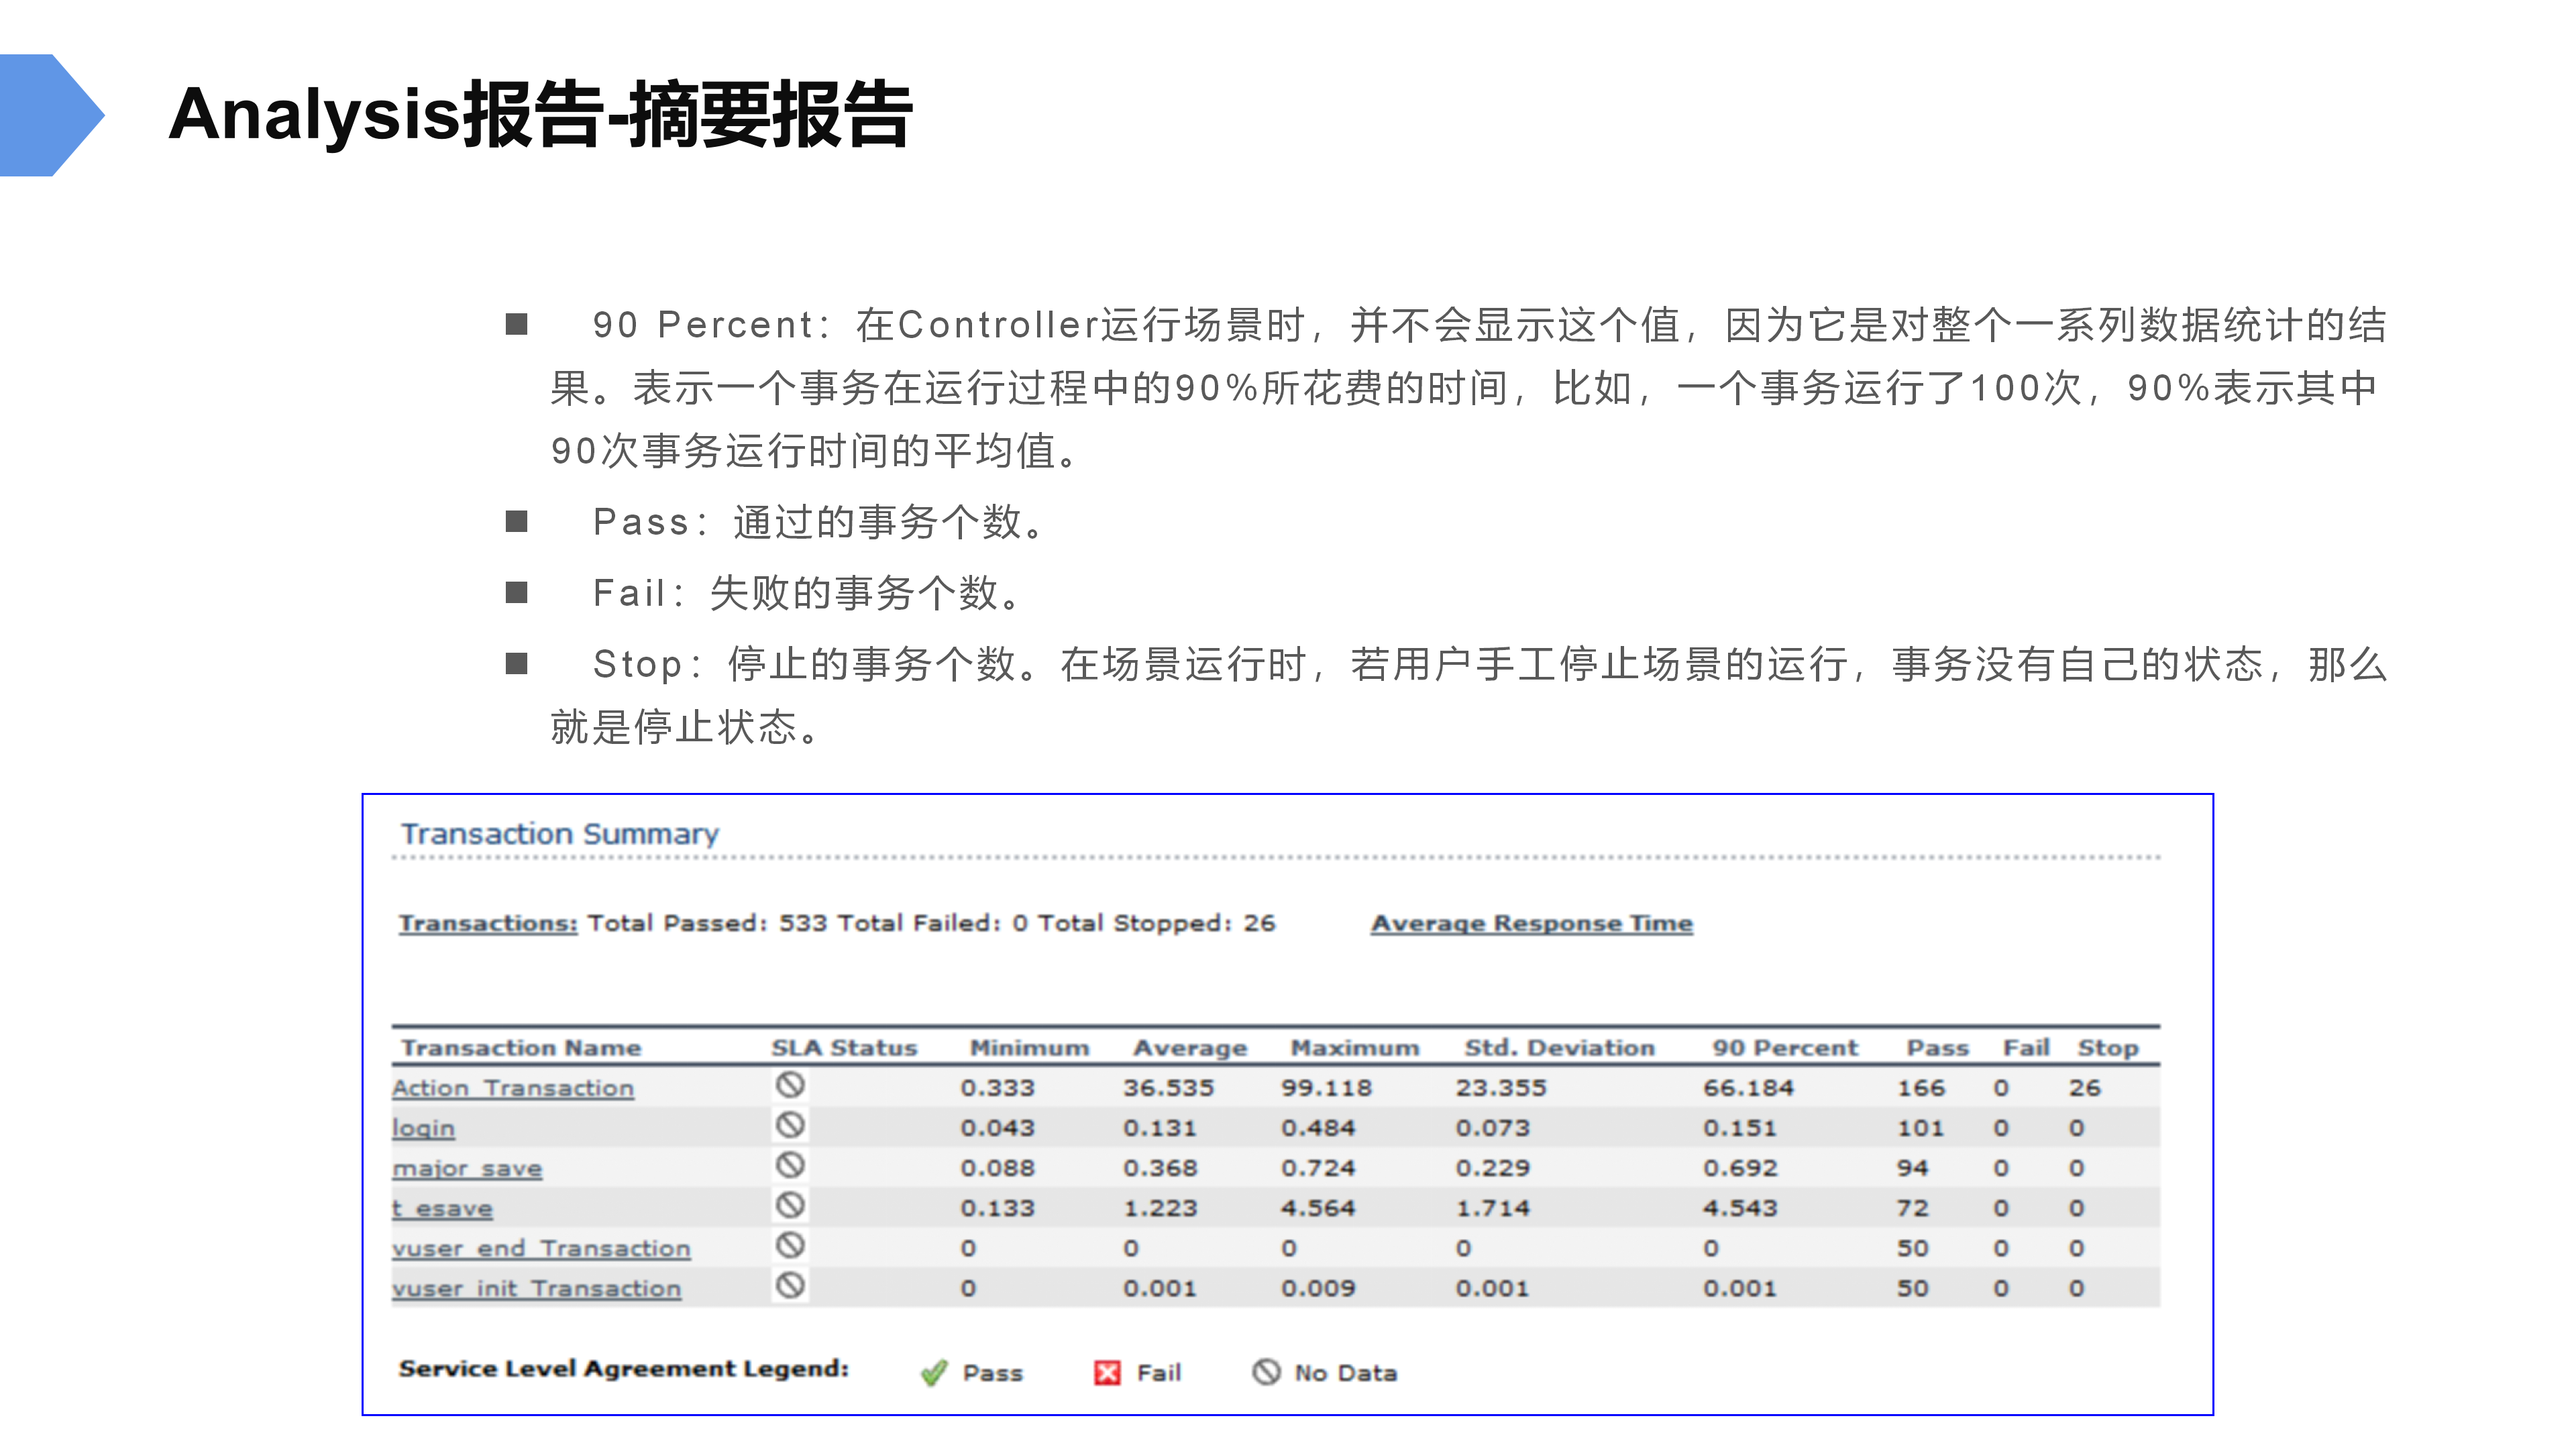 Analysis报告-摘要报告
■ 90 Percent：在Controller运行场景时，并不会显示这个值，因为它是对整个一系列数据统计的结
果。表示一个事务在运行过程中的90%所花费的时间，比如，一个事务运行了100次，90%表示其中
90次事务运行时间的平均值。
■ Pass：通过的事务个数。
■ Fail：失败的事务个数。
■ Stop：停止的事务个数。在场景运行时，若用户手工停止场景的运行，事务没有自己的状态，那么
就是停止状态。
Transaction Summary
Transactions: Total Passed: 533 Total Failed: 0 Total Stopped: 26 Average Response Time
Transaction Name SLA Status Minimum Average Maximum Std. Deviation 90 Percent Pass Fail Stop
Action_Transaction 0.333 36.535 99.118 23.355 66.184 166 0 26
login 0.043 0.131 0.484 0.073 0.151 101 0 0
major_save 0.088 0.368 0.724 0.229 0.692 94 0 0
t_esave 0.133 1.223 4.564 1.714 4.543 72 0 0
vuser_end_Transaction 0 0 0 0 0 50 0 0
vuser_init_Transaction 0 0.001 0.009 0.001 0.001 50 0 0
Service Level Agreement Legend: Pass Fail No Data